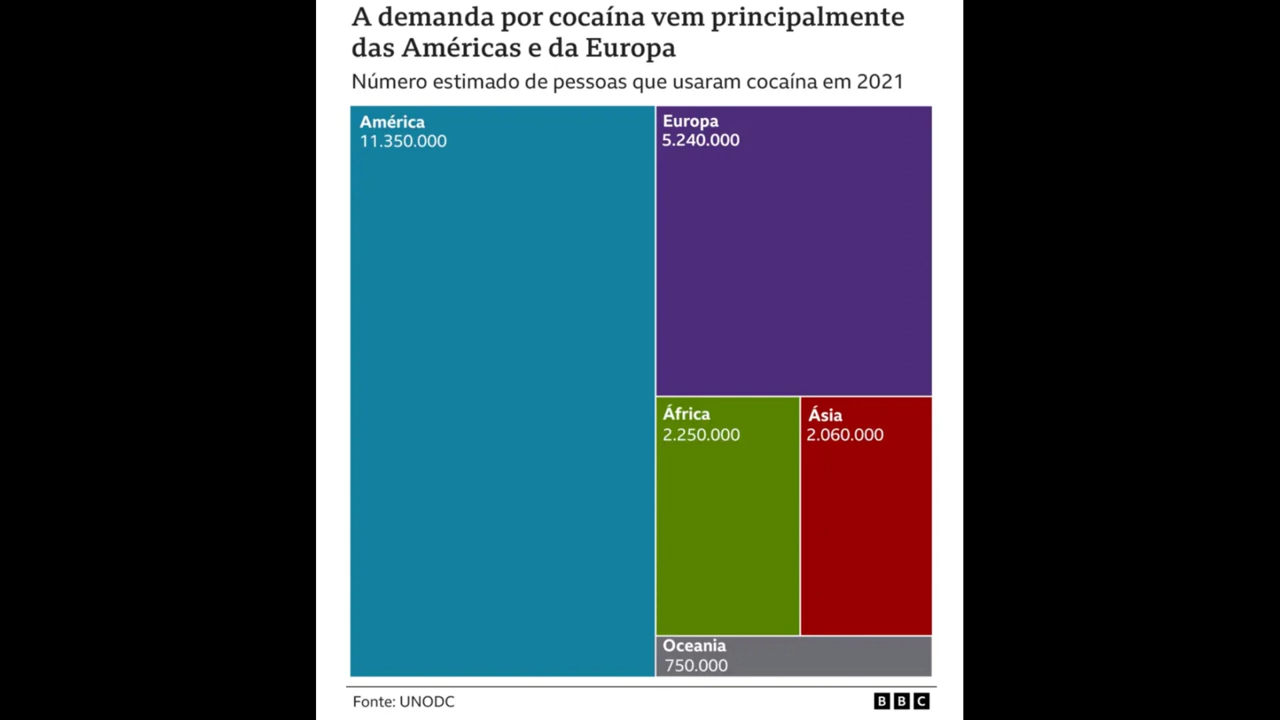 A demanda por cocaína vem principalmente
das Américas e da Europa
Número estimado de pessoas que usaram cocaína em 2021
América
11.350.000
Europa
5.240.000
África
2.250.000
Ásia
2.060.000
Oceania
750.000
Fonte: UNODC
BBC